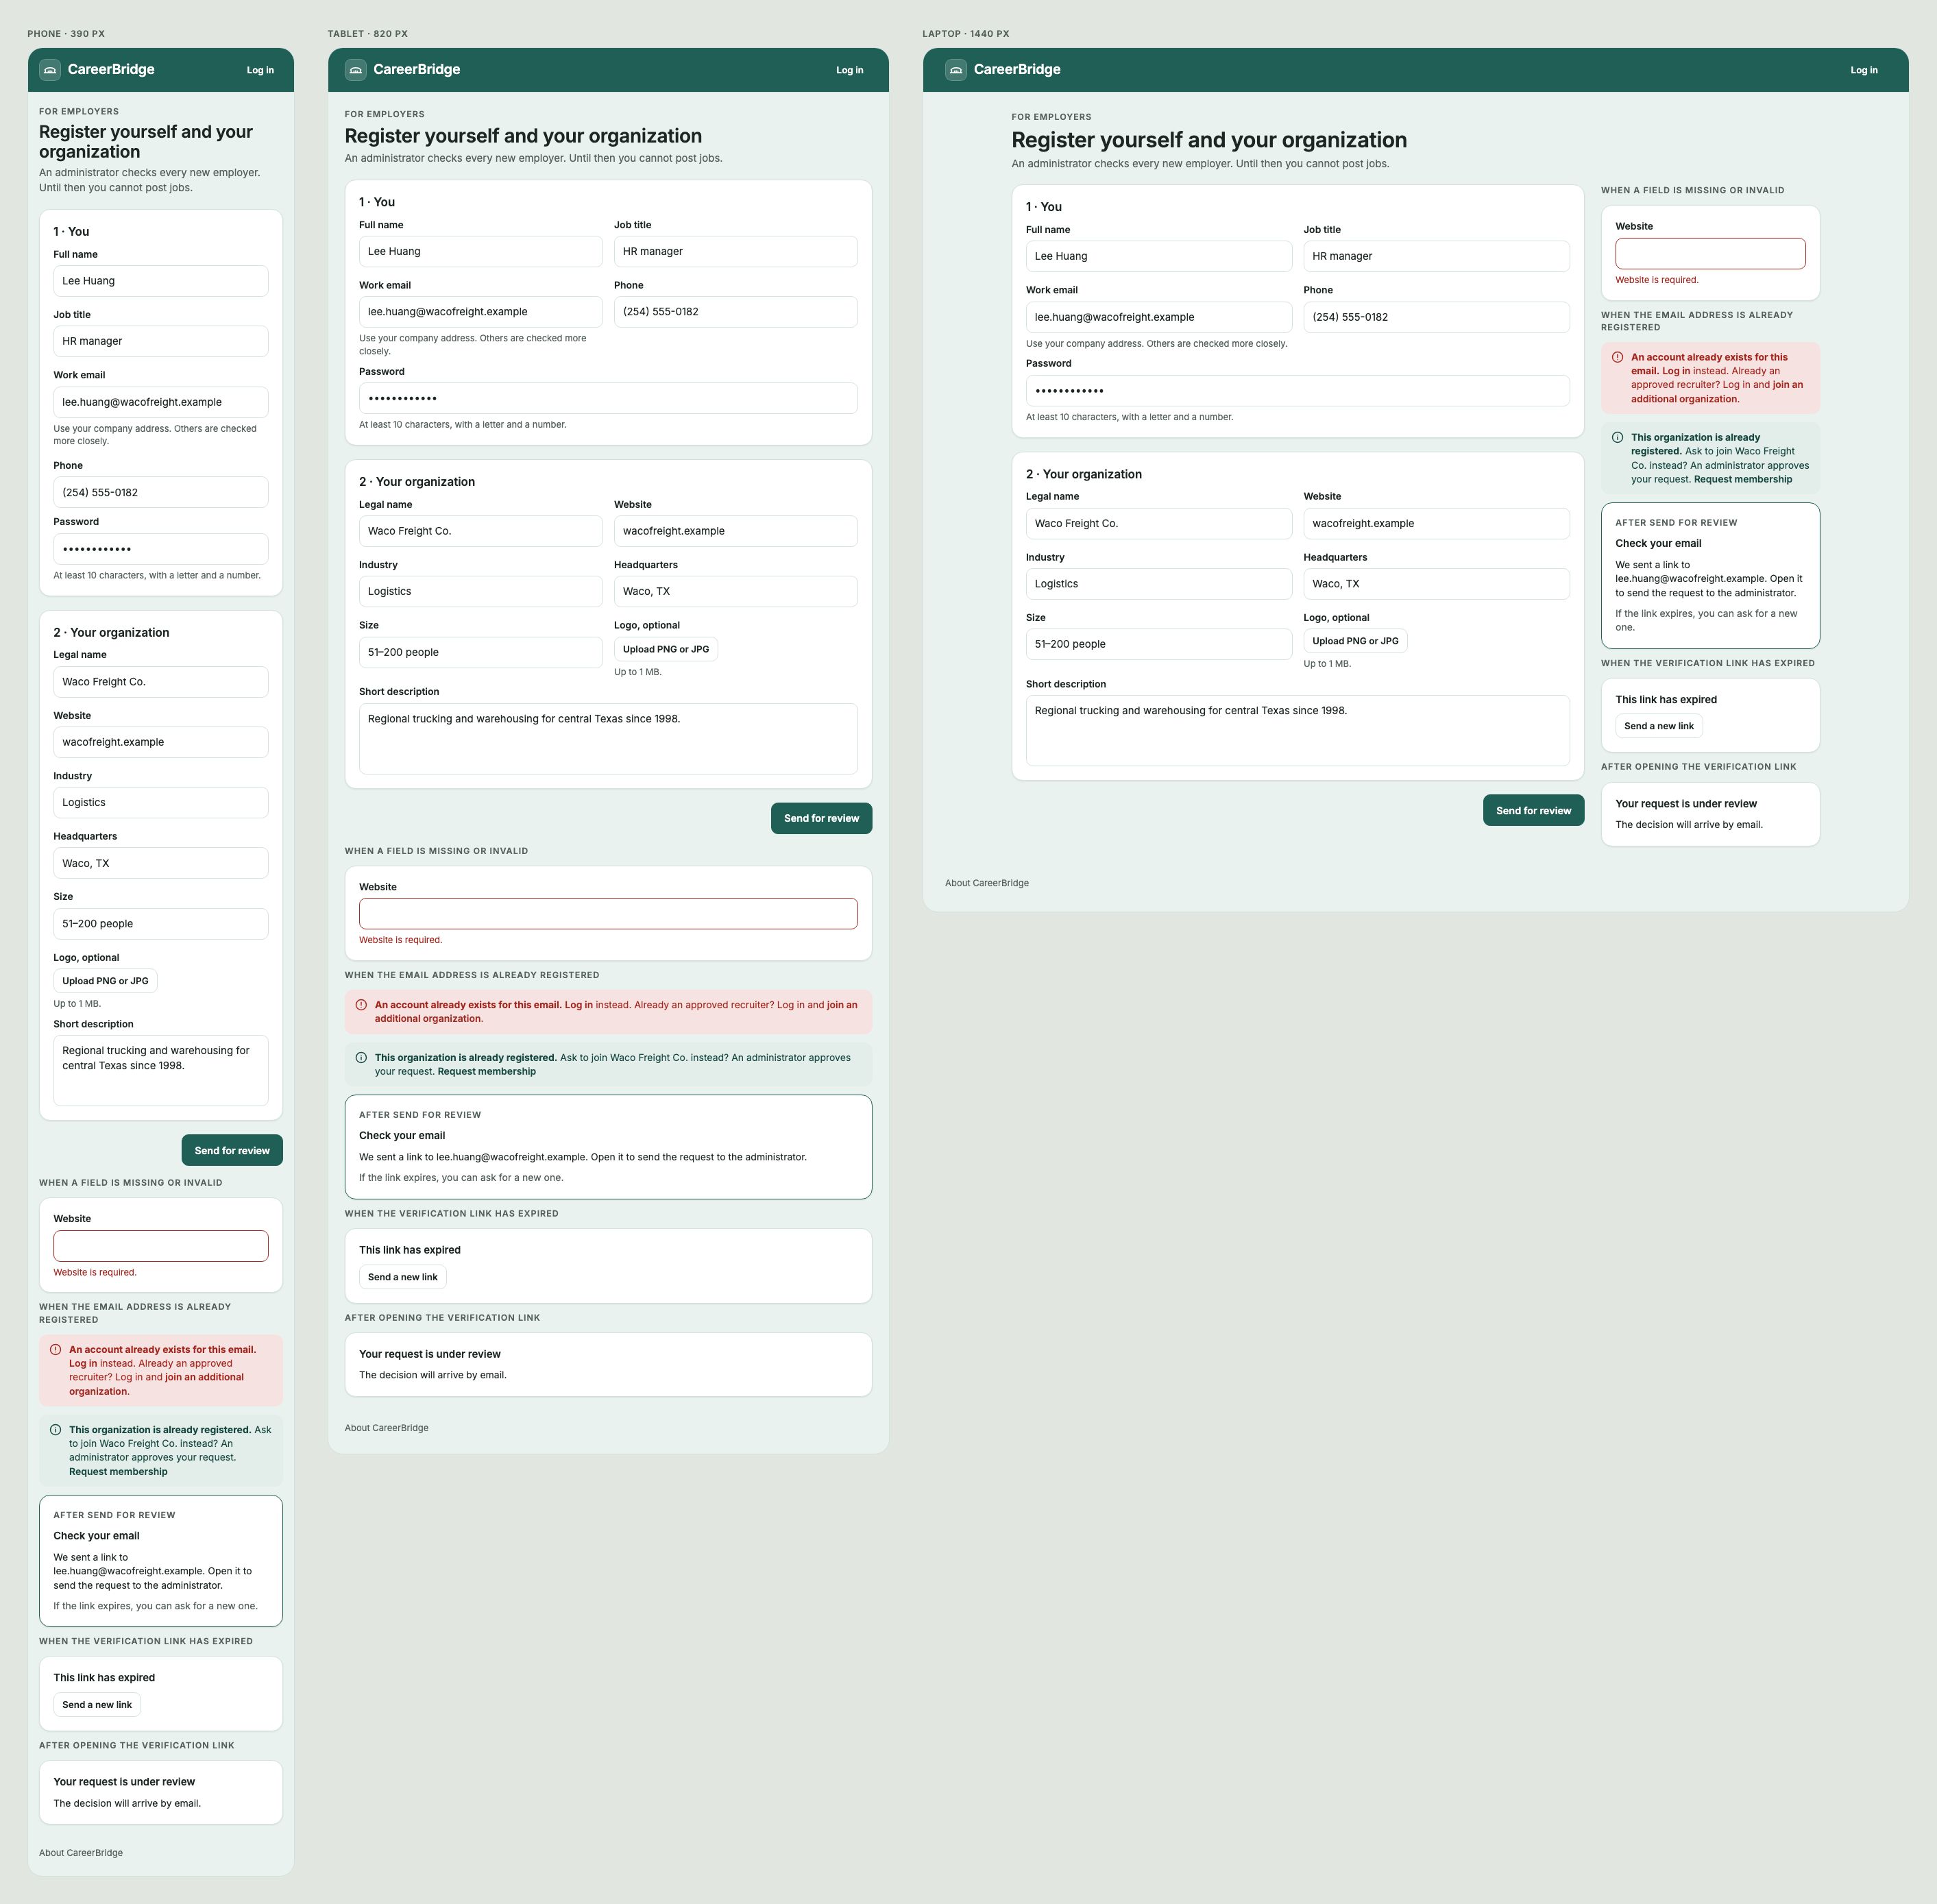 PHONE · 390 PX
CareerBridge
Log in
FOR EMPLOYERS
Register yourself and your
organization
An administrator checks every new employer.
Until then you cannot post jobs.
1 · You
Full name
Lee Huang
Job title
HR manager
Work email
lee.huang@wacofreight.example
Use your company address. Others are checked
more closely.
Phone
(254) 555-0182
Password
••••••••••••
At least 10 characters, with a letter and a number.
2 · Your organization
Legal name
Waco Freight Co.
Website
wacofreight.example
Industry
Logistics
Headquarters
Waco, TX
Size
51–200 people
Logo, optional
Upload PNG or JPG
Up to 1 MB.
Short description
Regional trucking and warehousing for
central Texas since 1998.
Send for review
WHEN A FIELD IS MISSING OR INVALID
Website
Website is required.
WHEN THE EMAIL ADDRESS IS ALREADY
REGISTERED
An account already exists for this email.
Log in instead. Already an approved
recruiter? Log in and join an additional
organization.
This organization is already registered. Ask
to join Waco Freight Co. instead? An
administrator approves your request.
Request membership
AFTER SEND FOR REVIEW
Check your email
We sent a link to
lee.huang@wacofreight.example. Open it to
send the request to the administrator.
If the link expires, you can ask for a new one.
WHEN THE VERIFICATION LINK HAS EXPIRED
This link has expired
Send a new link
AFTER OPENING THE VERIFICATION LINK
Your request is under review
The decision will arrive by email.
About CareerBridge
TABLET · 820 PX
CareerBridge
Log in
FOR EMPLOYERS
Register yourself and your organization
An administrator checks every new employer. Until then you cannot post jobs.
1 · You
Full name
Job title
Lee Huang
HR manager
Work email
Phone
lee.huang@wacofreight.example
(254) 555-0182
Use your company address. Others are checked more
closely.
Password
••••••••••••
At least 10 characters, with a letter and a number.
2 · Your organization
Legal name
Website
Waco Freight Co.
wacofreight.example
Industry
Headquarters
Logistics
Waco, TX
Size
Logo, optional
51–200 people
Upload PNG or JPG
Up to 1 MB.
Short description
Regional trucking and warehousing for central Texas since 1998.
Send for review
WHEN A FIELD IS MISSING OR INVALID
Website
Website is required.
WHEN THE EMAIL ADDRESS IS ALREADY REGISTERED
An account already exists for this email. Log in instead. Already an approved recruiter? Log in and join an
additional organization.
This organization is already registered. Ask to join Waco Freight Co. instead? An administrator approves
your request. Request membership
AFTER SEND FOR REVIEW
Check your email
We sent a link to lee.huang@wacofreight.example. Open it to send the request to the administrator.
If the link expires, you can ask for a new one.
WHEN THE VERIFICATION LINK HAS EXPIRED
This link has expired
Send a new link
AFTER OPENING THE VERIFICATION LINK
Your request is under review
The decision will arrive by email.
About CareerBridge
LAPTOP · 1440 PX
CareerBridge
Log in
FOR EMPLOYERS
Register yourself and your organization
An administrator checks every new employer. Until then you cannot post jobs.
1 · You
Full name
Job title
Lee Huang
HR manager
Work email
Phone
lee.huang@wacofreight.example
(254) 555-0182
Use your company address. Others are checked more closely.
Password
••••••••••••
At least 10 characters, with a letter and a number.
2 · Your organization
Legal name
Website
Waco Freight Co.
wacofreight.example
Industry
Headquarters
Logistics
Waco, TX
Size
Logo, optional
51–200 people
Upload PNG or JPG
Up to 1 MB.
Short description
Regional trucking and warehousing for central Texas since 1998.
Send for review
WHEN A FIELD IS MISSING OR INVALID
Website
Website is required.
WHEN THE EMAIL ADDRESS IS ALREADY
REGISTERED
An account already exists for this
email. Log in instead. Already an
approved recruiter? Log in and join an
additional organization.
This organization is already
registered. Ask to join Waco Freight
Co. instead? An administrator approves
your request. Request membership
AFTER SEND FOR REVIEW
Check your email
We sent a link to
lee.huang@wacofreight.example. Open it
to send the request to the administrator.
If the link expires, you can ask for a new
one.
WHEN THE VERIFICATION LINK HAS EXPIRED
This link has expired
Send a new link
AFTER OPENING THE VERIFICATION LINK
Your request is under review
The decision will arrive by email.
About CareerBridge